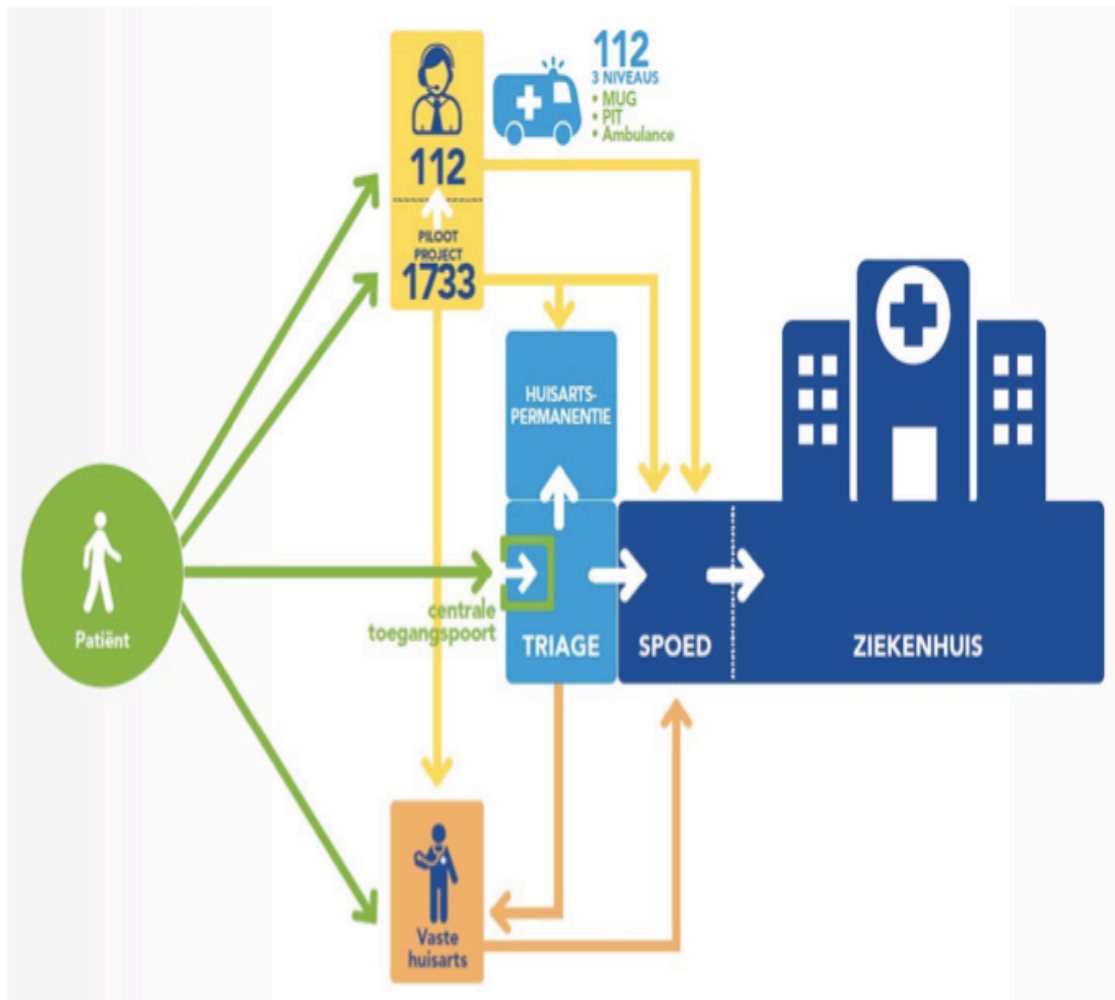 112
3 NIVEAUS
• MUG
• PIT
• Ambulance
112
PILOOT
PROJECT
1733
HUISARTS-
PERMANENTIE
Patiënt
centrale
toegangspoort
TRIAGE
SPOED
ZIEKENHUIS
Vaste
huisarts